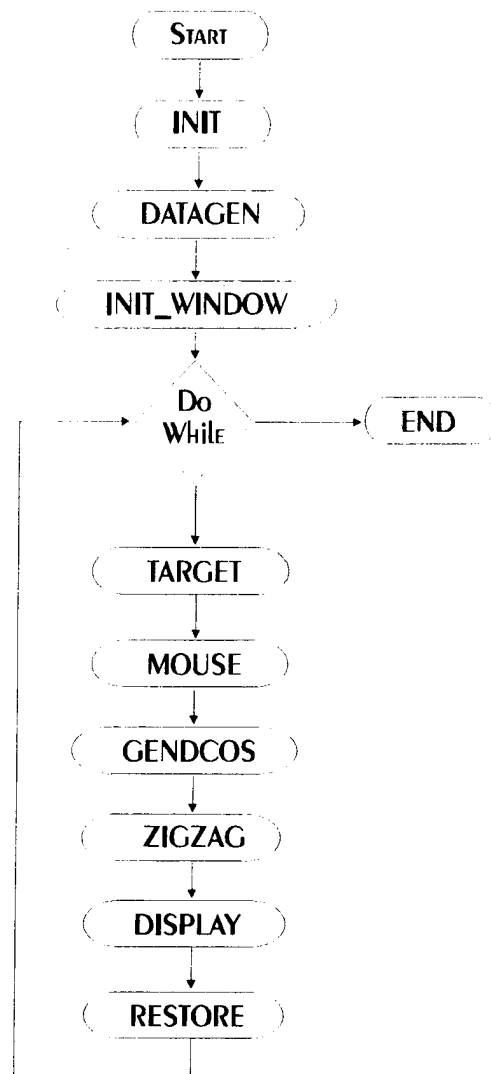 Start
INIT
DATAGEN
INIT_WINDOW
Do
While
END
TARGET
MOUSE
GENDCOS
ZIGZAG
DISPLAY
RESTORE